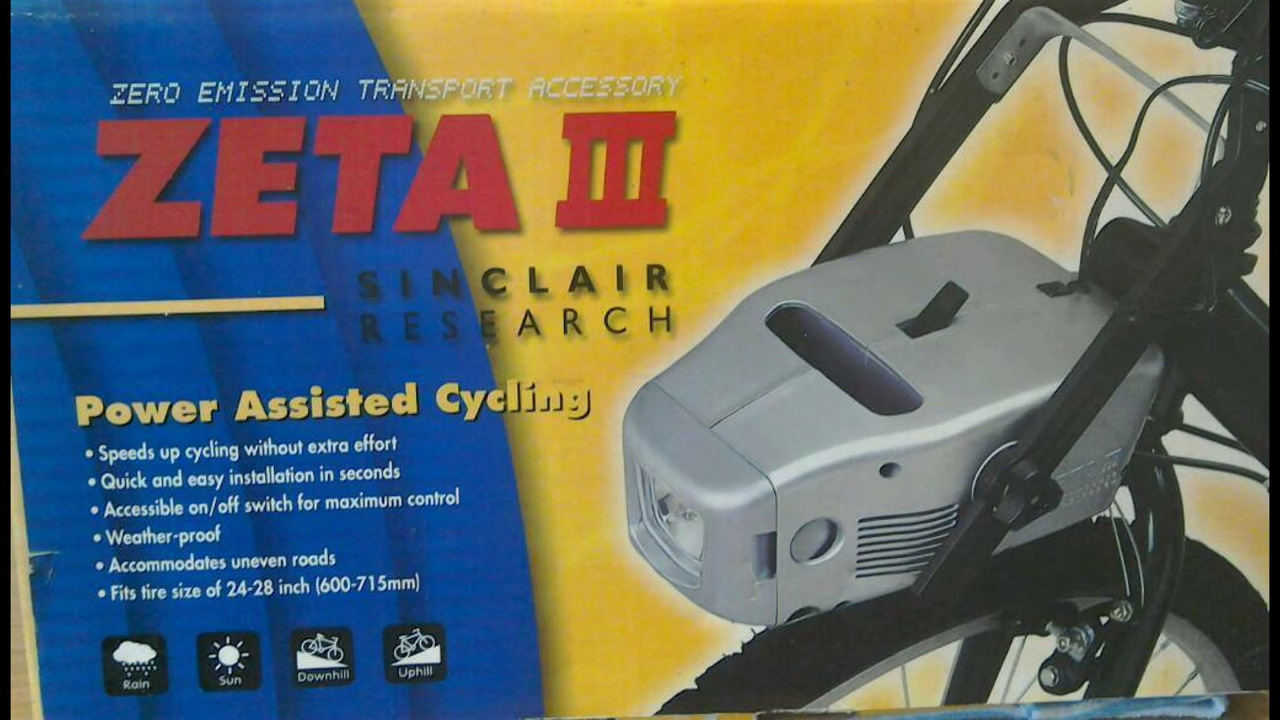 ZERO EMISSION TRANSPORT ACCESSORY
ZETA III
SINCLAIR
RESEARCH
Power Assisted Cycling
• Speeds up cycling without extra effort
• Quick and easy installation in seconds
• Accessible on/off switch for maximum control
• Weather-proof
• Accommodates uneven roads
• Fits tire size of 24-28 inch (600-715mm)
Rain Sun Downhill Uphill